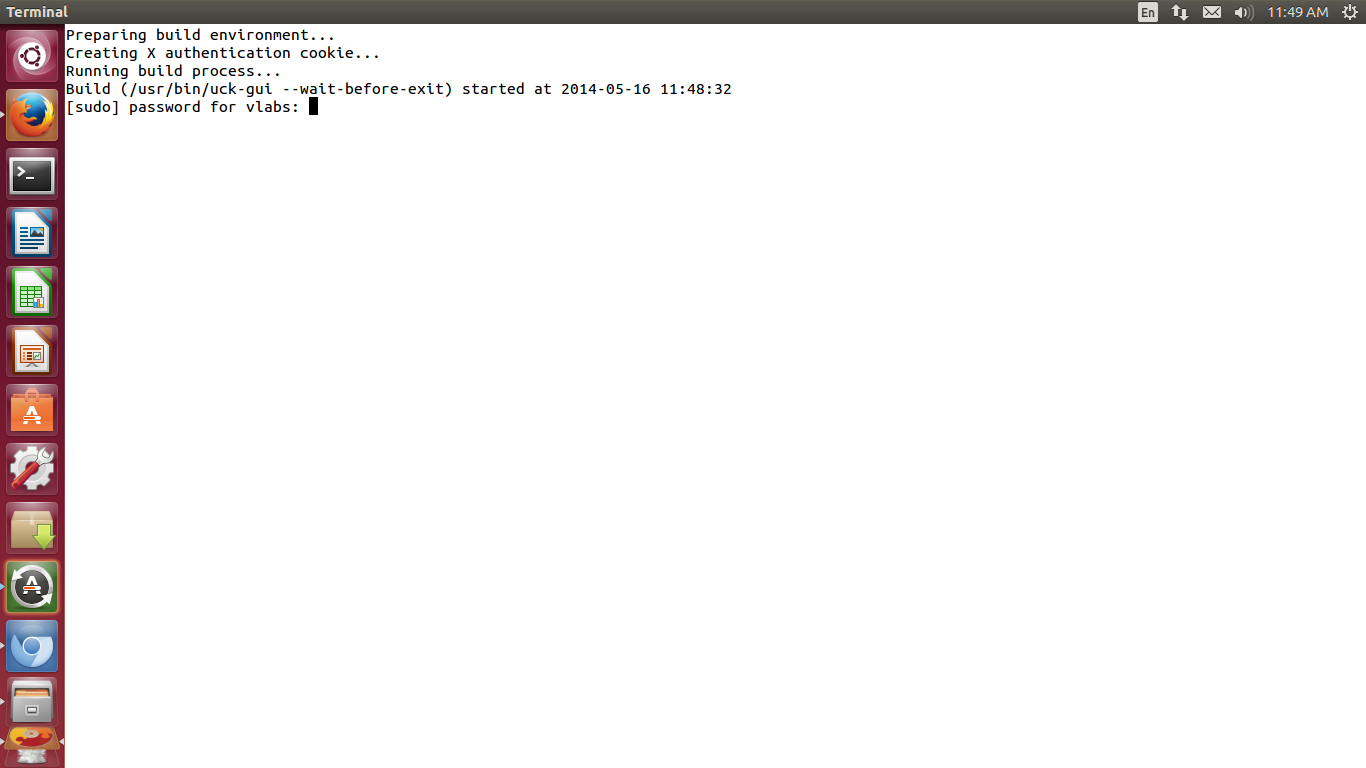 Terminal
En
11:49 AM
Preparing build environment...
Creating X authentication cookie...
Running build process...
Build (/usr/bin/uck-gui --wait-before-exit) started at 2014-05-16 11:48:32
[sudo] password for vlabs: